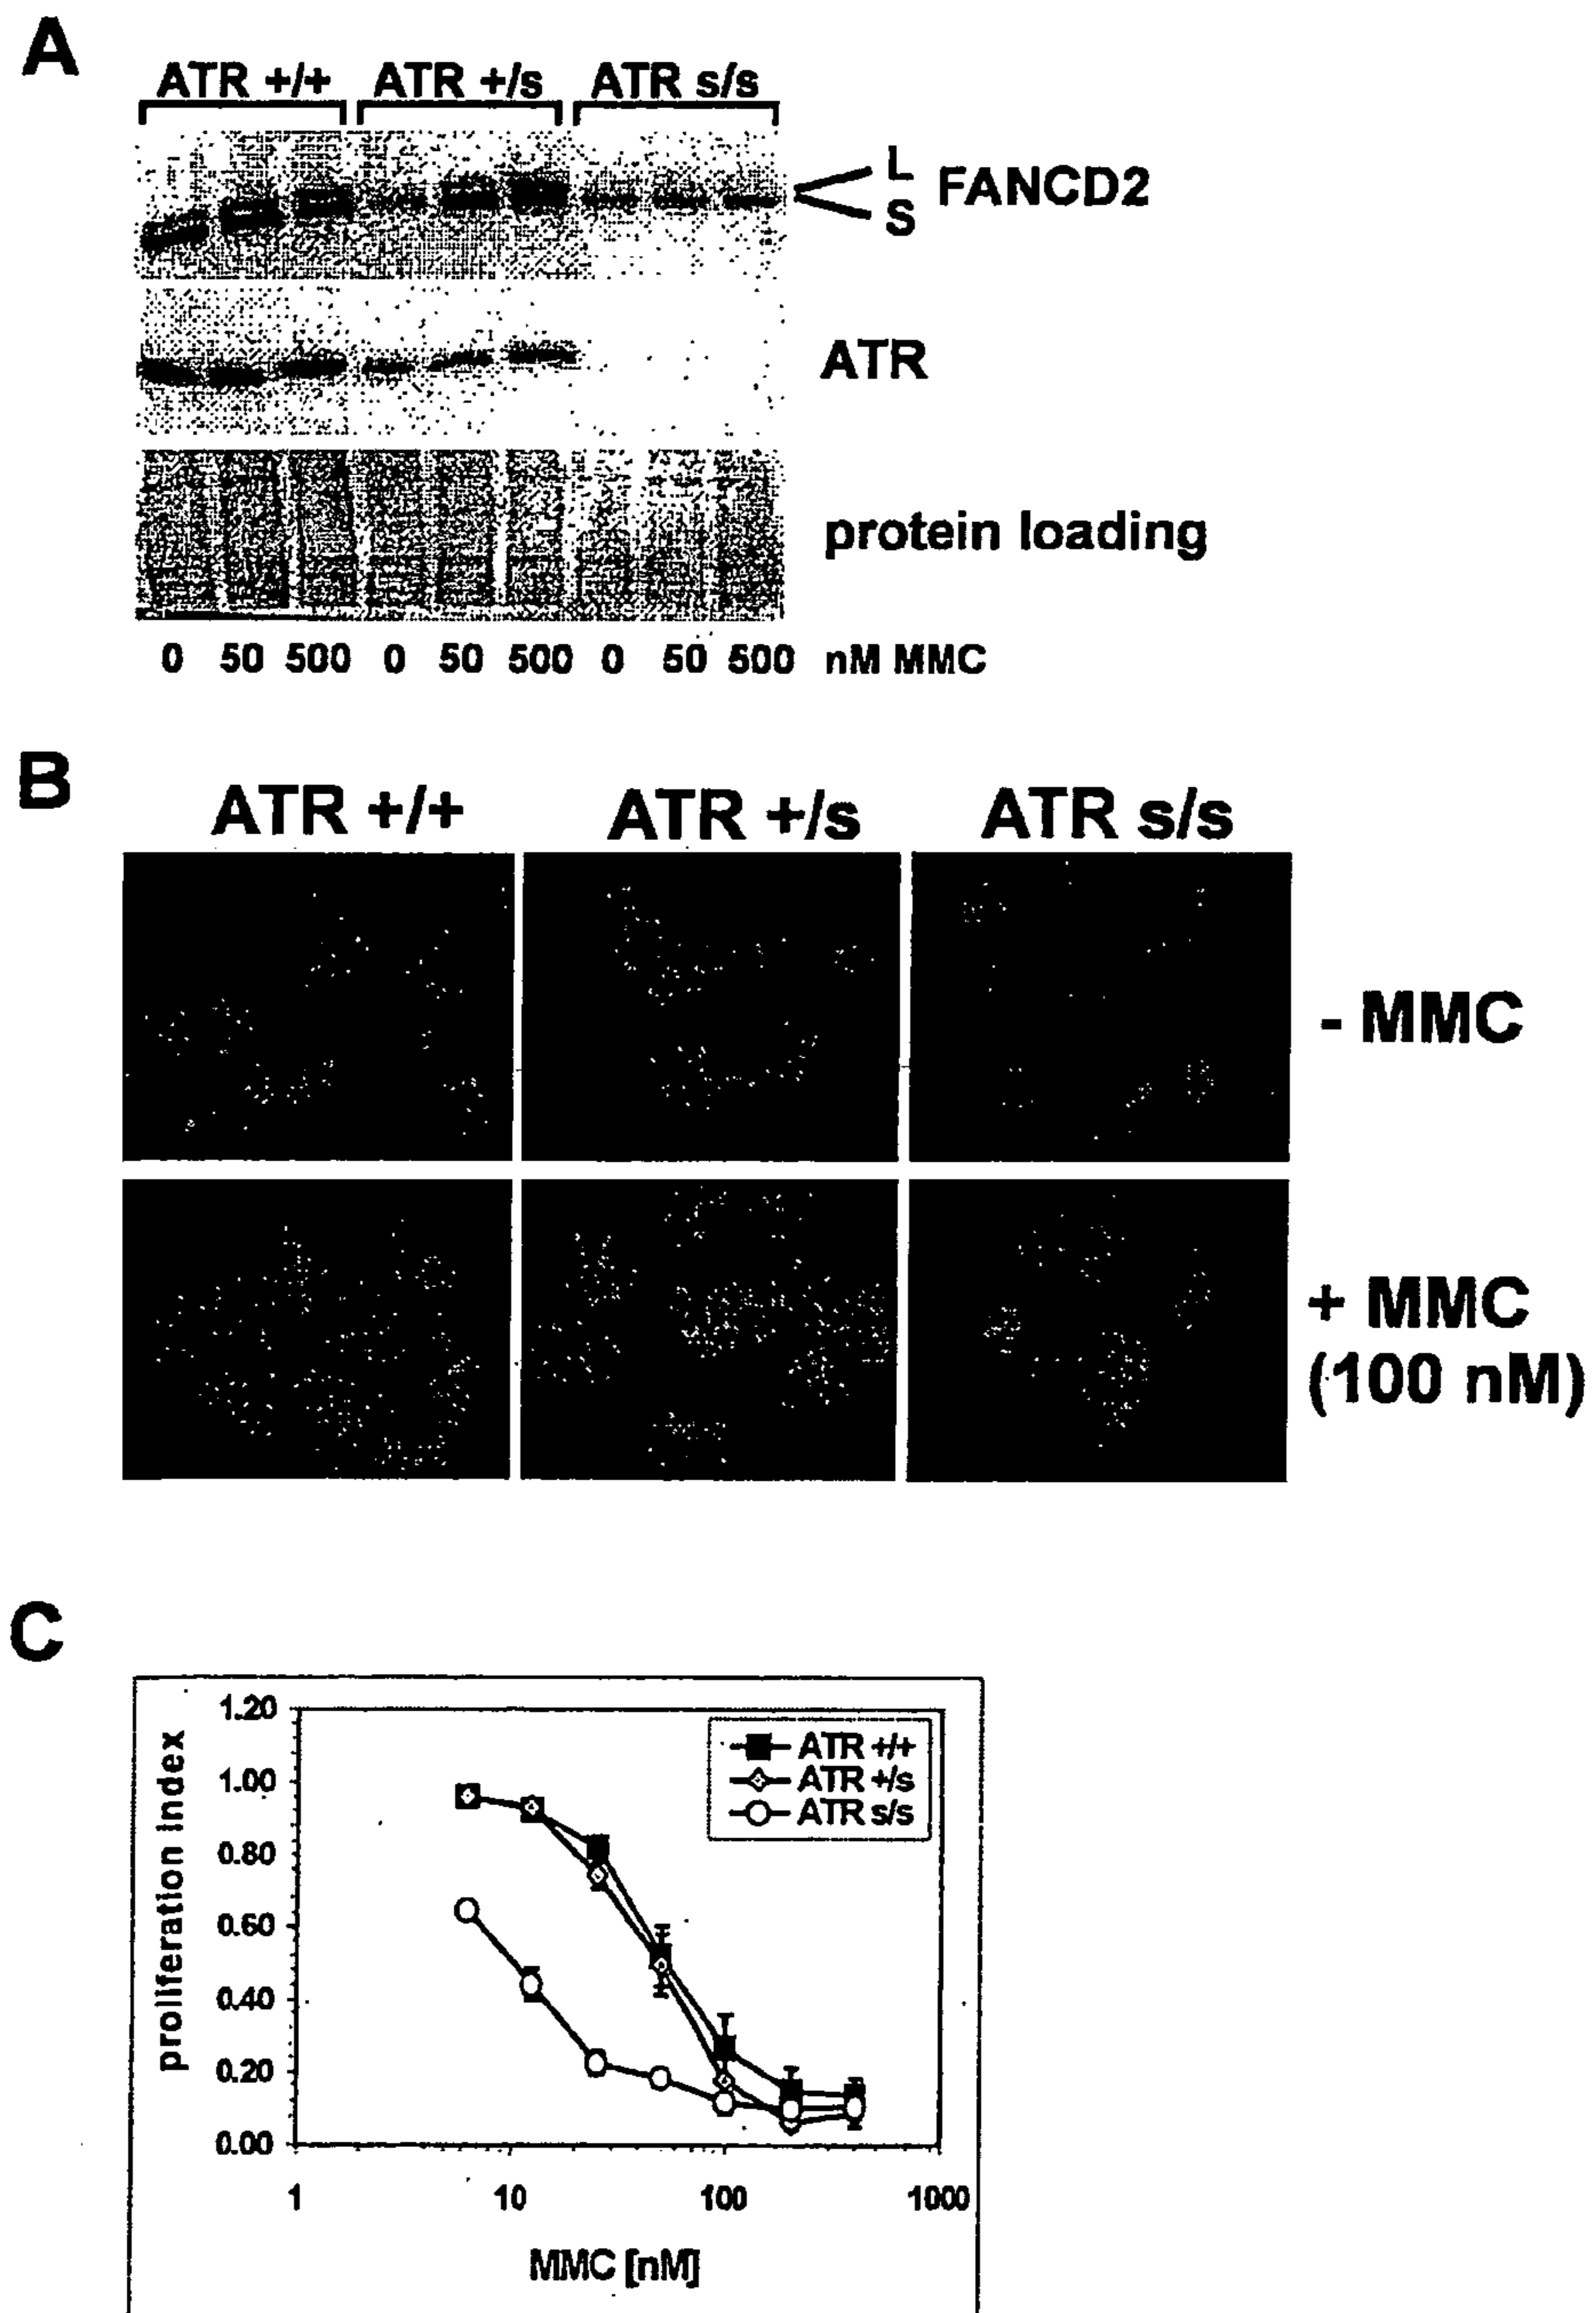 A
ATR +/+ ATR +/s ATR s/s
L
FANCD2
S
ATR
protein loading
0 50 500 0 50 500 0 50 500 nM MMC
B
ATR +/+ ATR +/s ATR s/s
- MMC
+ MMC
(100 nM)
C
1.20
1.00
0.80
0.60
0.40
0.20
0.00
proliferation index
ATR +/+
ATR +/s
ATR s/s
1 10 100 1000
MMC [nM]